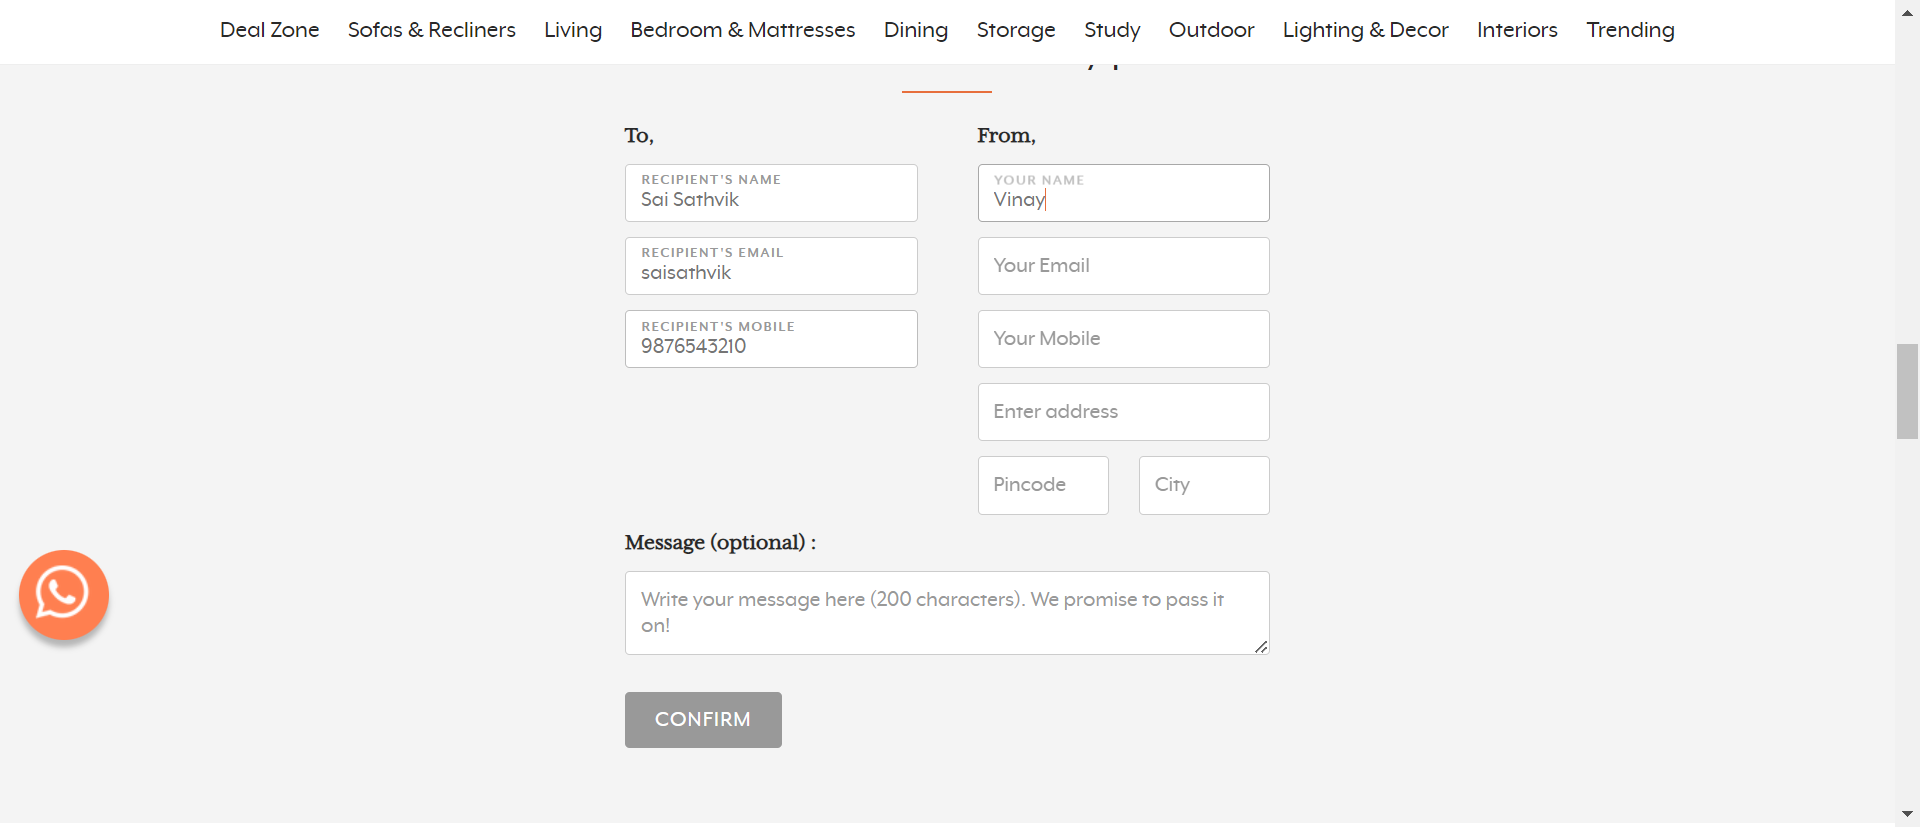 Deal Zone Sofas & Recliners Living Bedroom & Mattresses Dining Storage Study Outdoor Lighting & Decor Interiors Trending
To,
RECIPIENT'S NAME
Sai Sathvik
RECIPIENT'S EMAIL
saisathvik
RECIPIENT'S MOBILE
9876543210
From,
YOUR NAME
Vinay
Your Email
Your Mobile
Enter address
Pincode City
Message (optional) :
Write your message here (200 characters). We promise to pass it
on!
CONFIRM